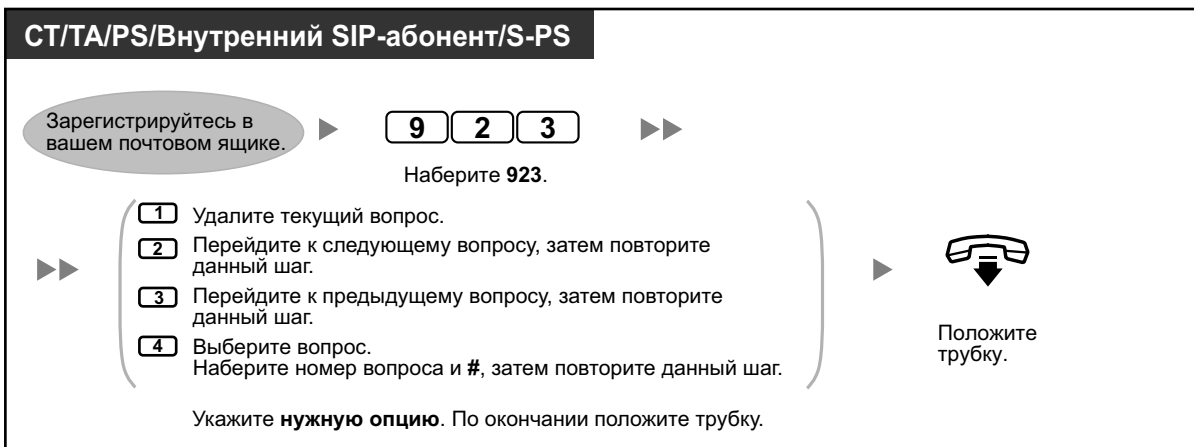 CT/TA/PS/Внутренний SIP-абонент/S-PS
Зарегистрируйтесь в
вашем почтовом ящике.
9 2 3
Наберите 923.
1 Удалите текущий вопрос.
2 Перейдите к следующему вопросу, затем повторите
данный шаг.
3 Перейдите к предыдущему вопросу, затем повторите
данный шаг.
4 Выберите вопрос.
Наберите номер вопроса и #, затем повторите данный шаг.
Укажите нужную опцию. По окончании положите трубку.
Положите
трубку.